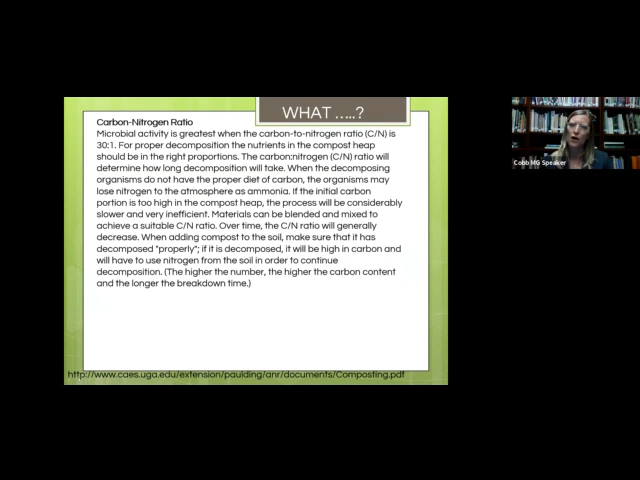 WHAT .....?
Carbon-Nitrogen Ratio
Microbial activity is greatest when the carbon-to-nitrogen ratio (C/N) is
30:1. For proper decomposition the nutrients in the compost heap
should be in the right proportions. The carbon:nitrogen (C/N) ratio will
determine how long decomposition will take. When the decomposing
organisms do not have the proper diet of carbon, the organisms may
lose nitrogen to the atmosphere as ammonia. If the initial carbon
portion is too high in the compost heap, the process will be considerably
slower and very inefficient. Materials can be blended and mixed to
achieve a suitable C/N ratio. Over time, the C/N ratio will generally
decrease. When adding compost to the soil, make sure that it has
decomposed "properly"; if it is decomposed, it will be high in carbon and
will have to use nitrogen from the soil in order to continue
decomposition. (The higher the number, the higher the carbon content
and the longer the breakdown time.)
http://www.caes.uga.edu/extension/paulding/anr/documents/Composting.pdf
Cobb MG Speaker